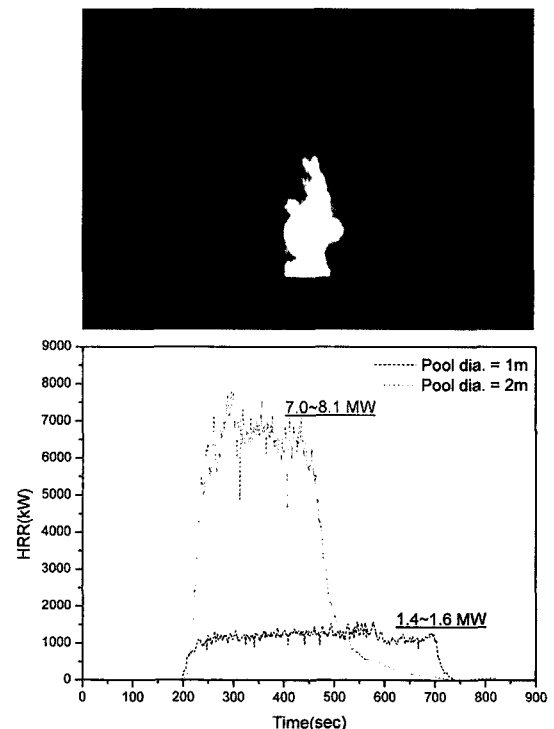 9000
8000
7000
6000
5000
4000
3000
2000
1000
0
HRR(kW)
Pool dia. = 1m
Pool dia. = 2m
7.0~8.1 MW
1.4~1.6 MW
0 100 200 300 400 500 600 700 800 900
Time(sec)